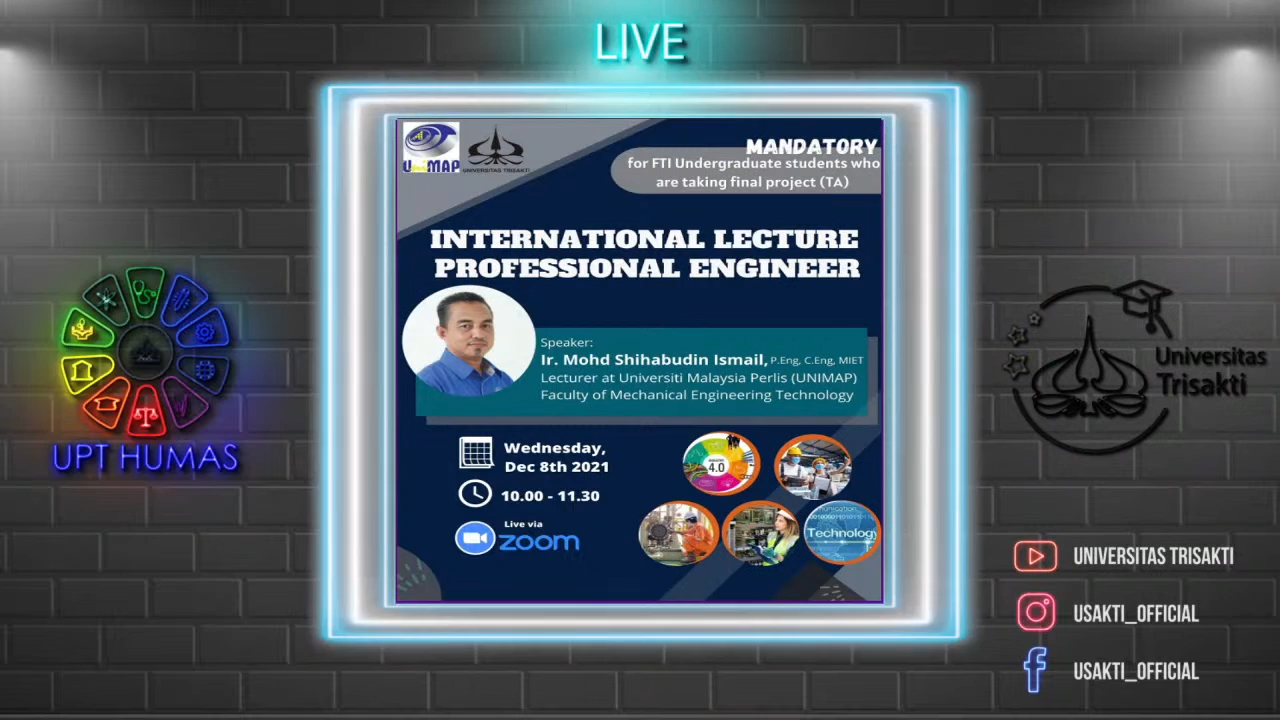 LIVE
UniMAP
UNIVERSITAS TRISAKTI
MANDATORY
for FTI Undergraduate students who
are taking final project (TA)
INTERNATIONAL LECTURE
PROFESSIONAL ENGINEER
Speaker:
Ir. Mohd Shihabudin Ismail, P.Eng, C.Eng, MIET
Lecturer at Universiti Malaysia Perlis (UNIMAP)
Faculty of Mechanical Engineering Technology
Wednesday,
Dec 8th 2021
10.00 - 11.30
Live via
zoom
INDUSTRY
4.0
Technology
UPT HUMAS
Universitas
Trisakti
UNIVERSITAS TRISAKTI
USAKTI_OFFICIAL
USAKTI_OFFICIAL